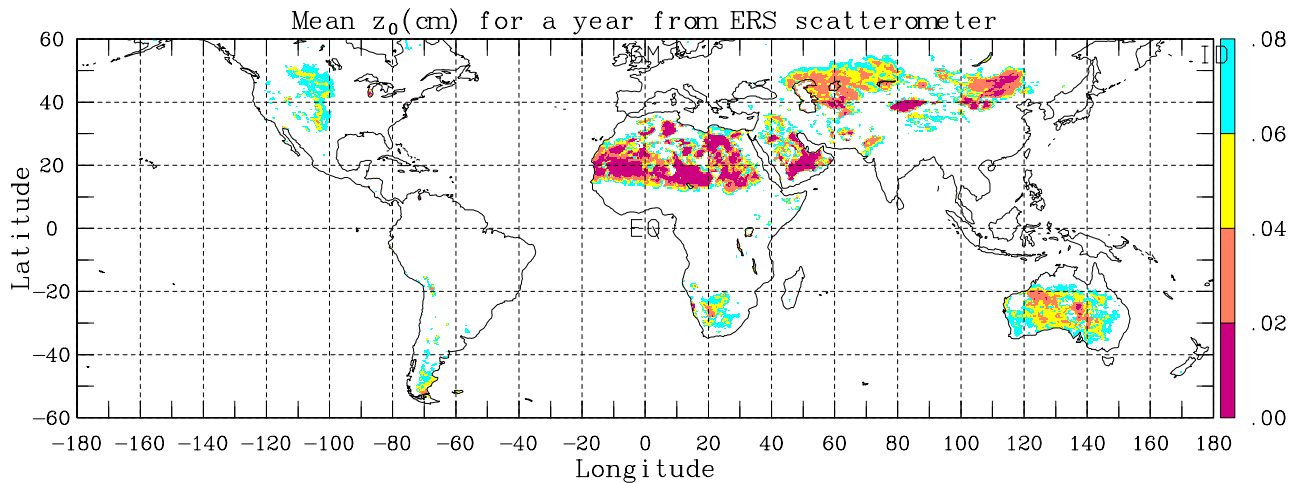 Mean z₀(cm) for a year from ERS scatterometer
60
40
20
0
−20
−40
−60
Latitude
GM
ID
EQ
−180 −160 −140 −120 −100 −80 −60 −40 −20 0 20 40 60 80 100 120 140 160 180
Longitude
.08
.06
.04
.02
.00